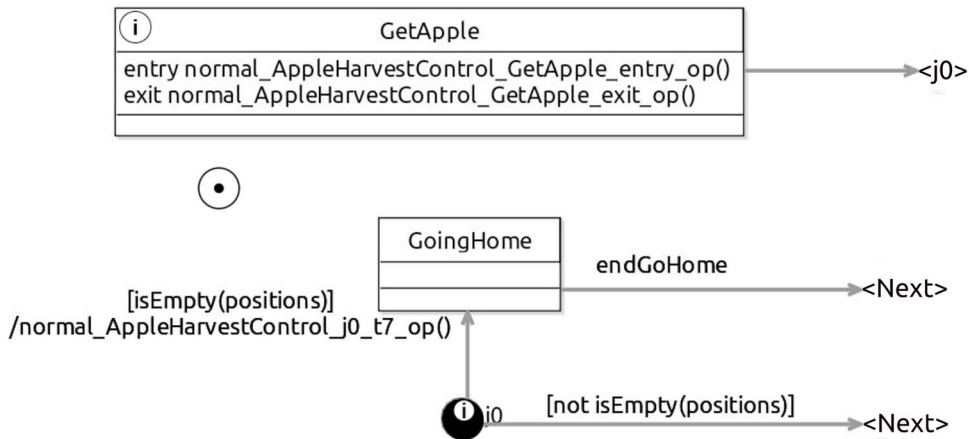 i
GetApple
entry normal_AppleHarvestControl_GetApple_entry_op()
exit normal_AppleHarvestControl_GetApple_exit_op()
<j0>
GoingHome
endGoHome
<Next>
[isEmpty(positions)]
/normal_AppleHarvestControl_j0_t7_op()
i
j0
[not isEmpty(positions)]
<Next>